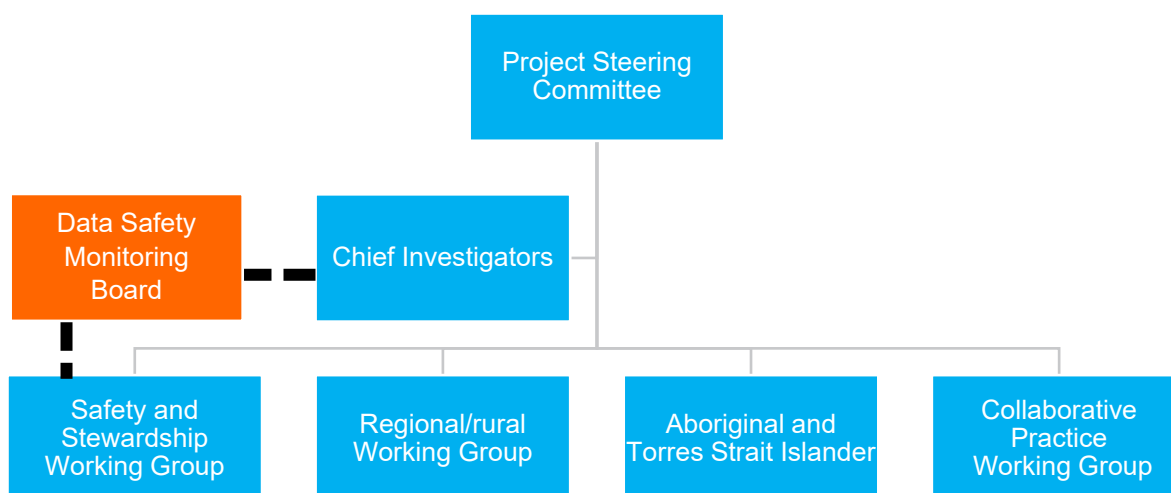 Project Steering
Committee
Data Safety
Monitoring
Board
Chief Investigators
Safety and
Stewardship
Working Group
Regional/rural
Working Group
Aboriginal and
Torres Strait Islander
Collaborative
Practice
Working Group